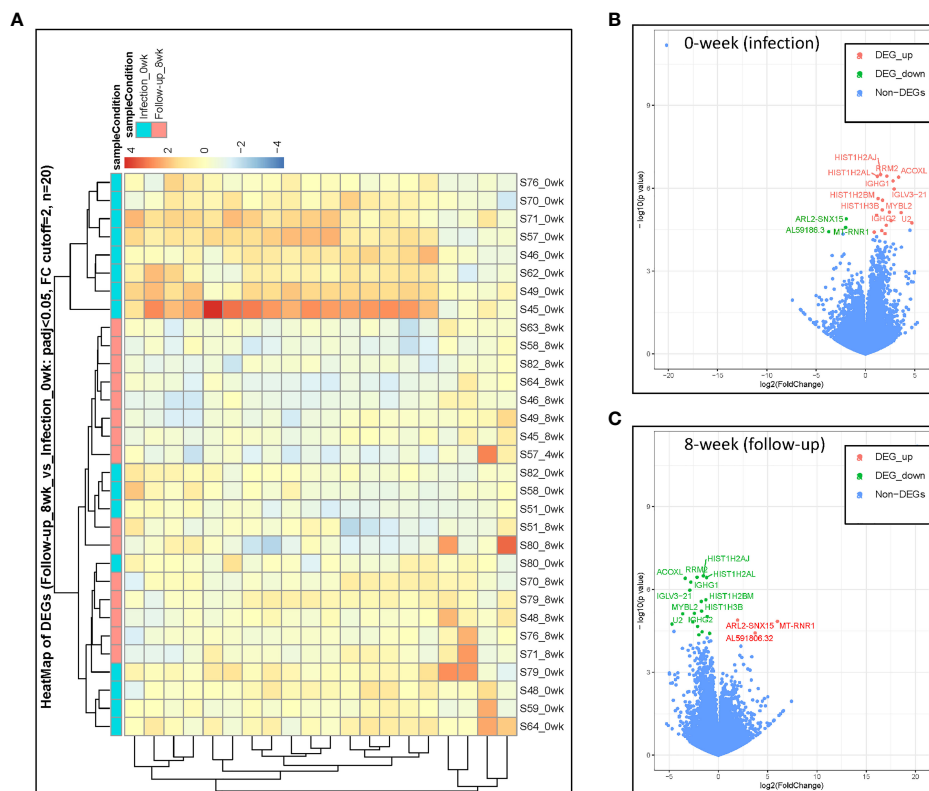 A
HeatMap of DEGs (Follow-up_8wk_vs_Infection_0wk: padj<0.05, FC cutoff=2, n=20)
sampleCondition
sampleCondition
Infection_0wk
Follow-up_8wk
4
2
0
-2
-4
S76_0wk
S70_0wk
S71_0wk
S57_0wk
S46_0wk
S62_0wk
S49_0wk
S45_0wk
S63_8wk
S58_8wk
S82_8wk
S64_8wk
S46_8wk
S49_8wk
S45_8wk
S57_4wk
S82_0wk
S58_0wk
S51_0wk
S51_8wk
S80_8wk
S80_0wk
S70_8wk
S79_8wk
S48_8wk
S76_8wk
S71_8wk
S79_0wk
S48_0wk
S59_0wk
S64_0wk
B
0-week (infection)
DEG_up
DEG_down
Non-DEGs
HIST1H2AJ
HIST1H2AL
RRM2
ACOXL
IGHG1
IGLV3-21
HIST1H2BM
HIST1H3B
MYBL2
IGHG2
U2
ARL2-SNX15
AL59186.3
MT-RNR1
-log10(p value)
9
6
3
0
-20
-10
0
10
log2(FoldChange)
C
8-week (follow-up)
DEG_up
DEG_down
Non-DEGs
HIST1H2AJ
ACOXL
RRM2
HIST1H2AL
IGHG1
IGLV3-21
HIST1H2BM
MYBL2
HIST1H3B
U2
IGHG2
ARL2-SNX15
MT-RNR1
AL591806.32
-log10(p value)
9
6
3
0
-5
0
5
10
15
20
log2(FoldChange)